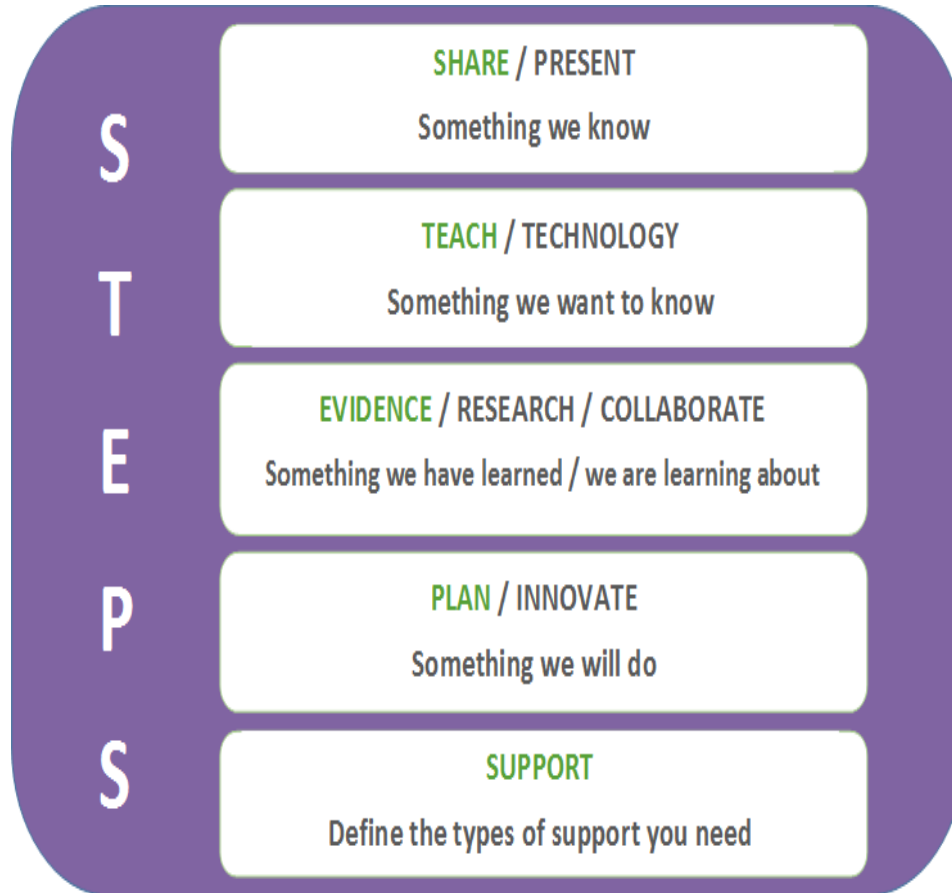 S
SHARE / PRESENT
Something we know
T
TEACH / TECHNOLOGY
Something we want to know
E
EVIDENCE / RESEARCH / COLLABORATE
Something we have learned / we are learning about
P
PLAN / INNOVATE
Something we will do
S
SUPPORT
Define the types of support you need